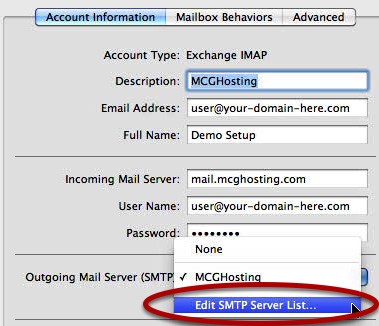 Account Information Mailbox Behaviors Advanced
Account Type: Exchange IMAP
Description: MCGHosting
Email Address: user@your-domain-here.com
Full Name: Demo Setup
Incoming Mail Server: mail.mcghosting.com
User Name: user@your-domain-here.com
Password: ••••••••
None
Outgoing Mail Server (SMTP) ✓ MCGHosting
Edit SMTP Server List...